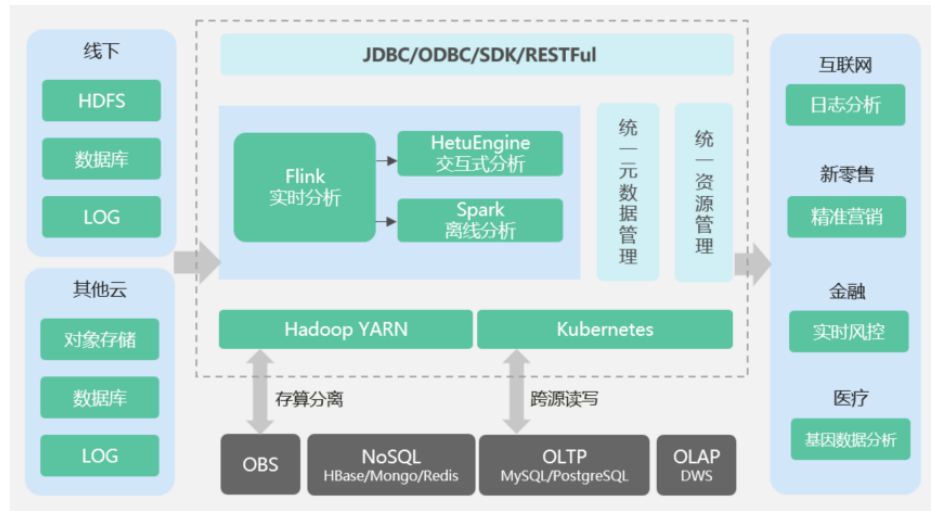 线下
HDFS
数据库
LOG
其他云
对象存储
数据库
LOG
JDBC/ODBC/SDK/RESTFul
Flink
实时分析
HetuEngine
交互式分析
Spark
离线分析
统一元数据管理
统一资源管理
Hadoop YARN
Kubernetes
存算分离
跨源读写
OBS
NoSQL
HBase/Mongo/Redis
OLTP
MySQL/PostgreSQL
OLAP
DWS
互联网
日志分析
新零售
精准营销
金融
实时风控
医疗
基因数据分析